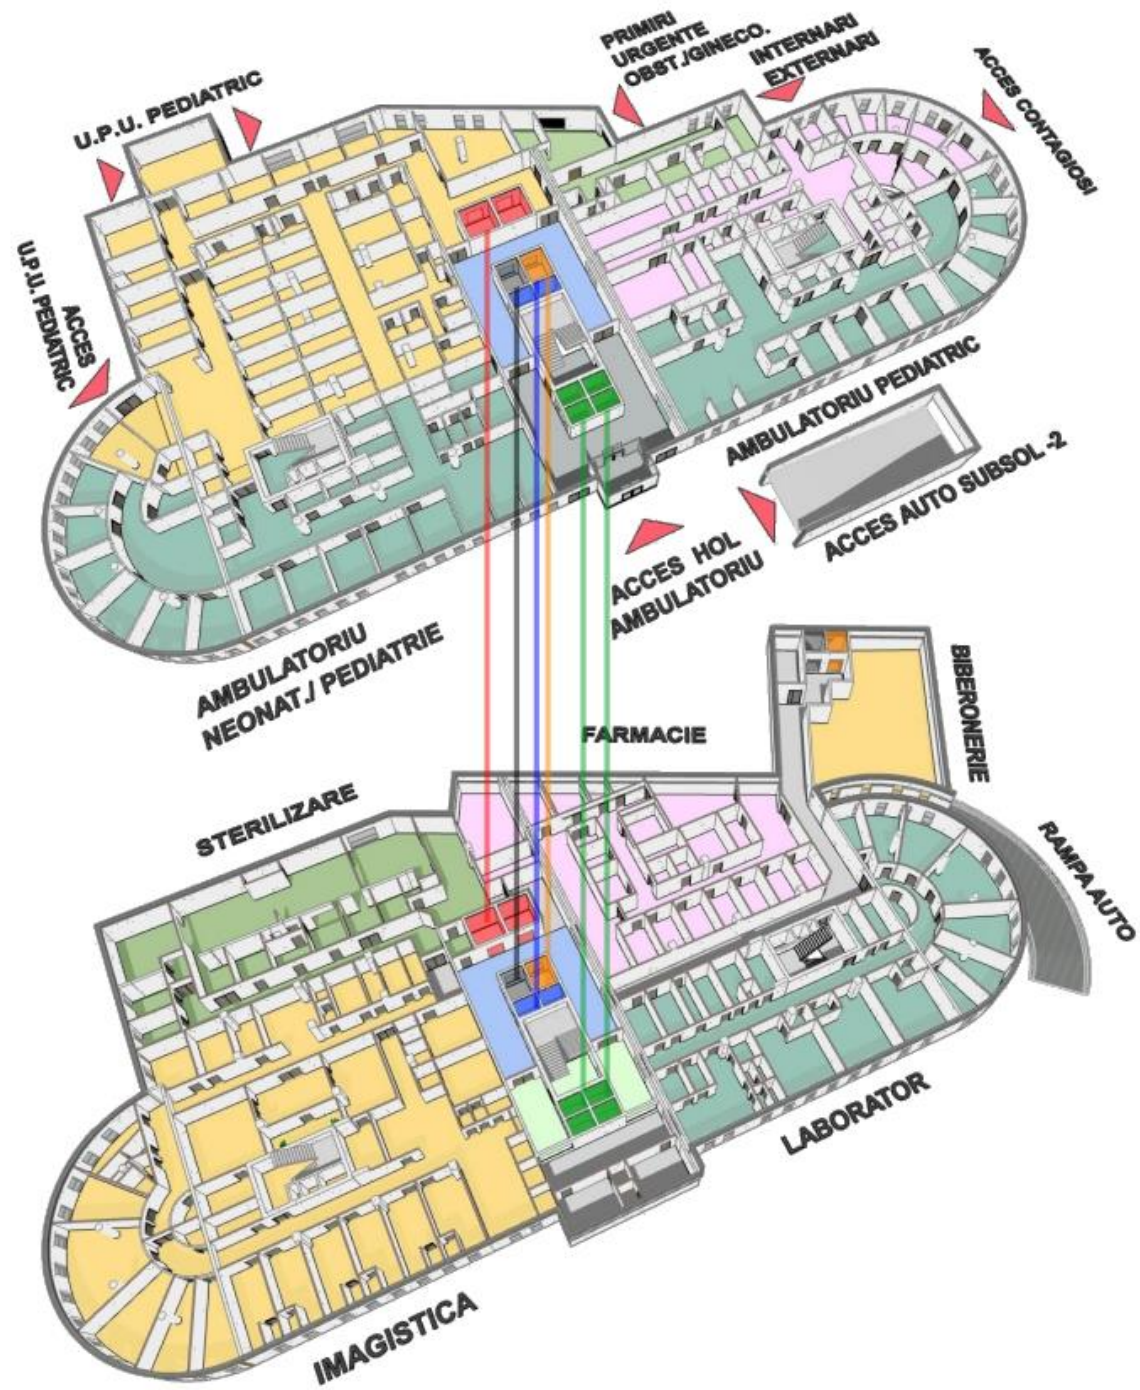 PRIMIRI
URGENTE
OBST./GINECO.
INTERNARI
EXTERNARI
ACCES CONTAGIOSI
U.P.U. PEDIATRIC
ACCES
U.P.U. PEDIATRIC
AMBULATORIU PEDIATRIC
ACCES AUTO SUBSOL -2
ACCES HOL
AMBULATORIU
AMBULATORIU
NEONAT./ PEDIATRIE
FARMACIE
BIBERONERIE
STERILIZARE
RAMPA AUTO
LABORATOR
IMAGISTICA